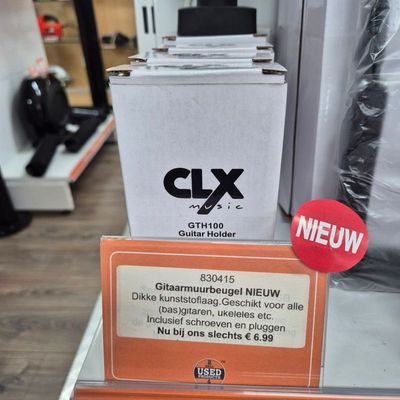 CLX
music
GTH100
Guitar Holder
NIEUW
830415
Gitaarmuurbeugel NIEUW
Dikke kunststoflaag.Geschikt voor alle
(bas)gitaren, ukeleles etc.
Inclusief schroeven en pluggen
Nu bij ons slechts € 6.99
USED
PRODUCTS